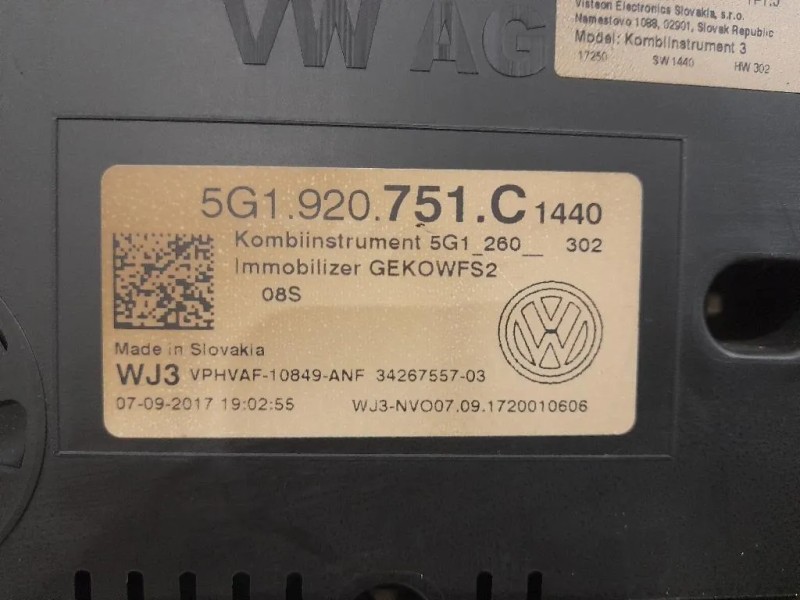 VW AG
Visteon Electronics Slovakia, s.r.o.
Namestovo 1088, 02901, Slovak Republic
Model: Kombiinstrument 3
17250 SW 1440 HW 302
5G1.920.751.C 1440
Kombiinstrument 5G1_260__ 302
Immobilizer GEKOWFS2
08S
Made in Slovakia
WJ3 VPHVAF-10849-ANF 34267557-03
07-09-2017 19:02:55 WJ3-NVO07.09.1720010606